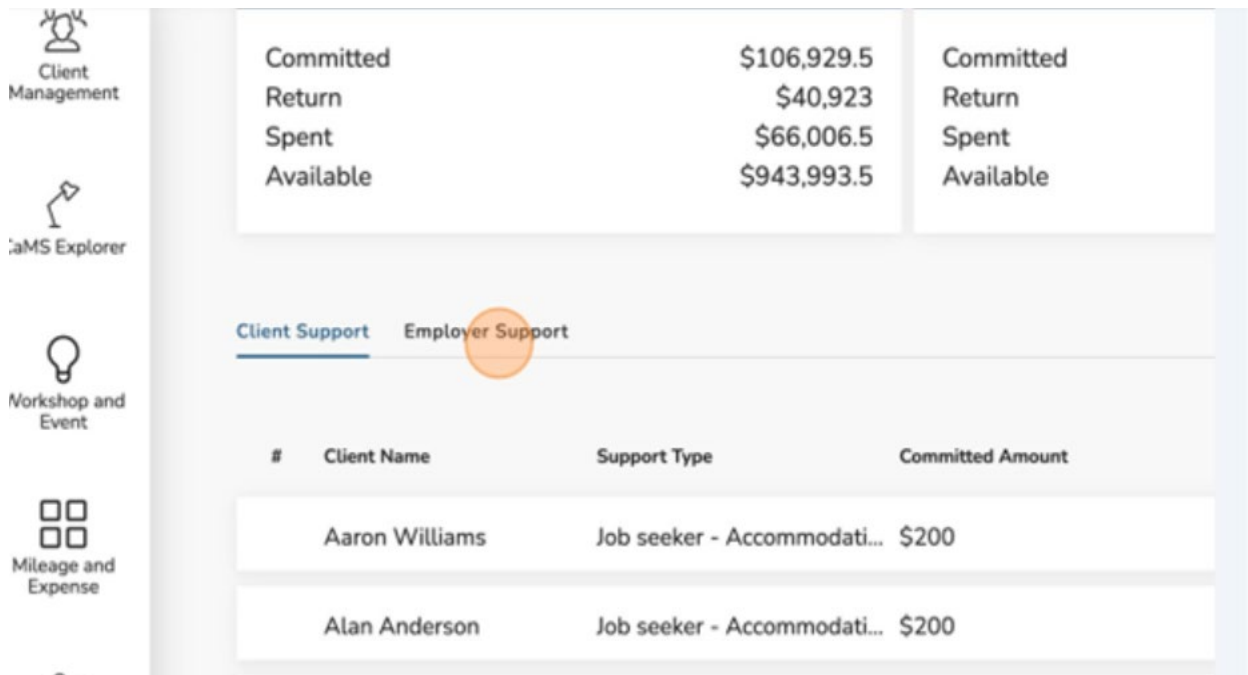 Client
Management
CaMS Explorer
Workshop and
Event
Mileage and
Expense
Committed $106,929.5
Return $40,923
Spent $66,006.5
Available $943,993.5
Committed
Return
Spent
Available
Client Support Employer Support
# Client Name Support Type Committed Amount
Aaron Williams Job seeker - Accommodati... $200
Alan Anderson Job seeker - Accommodati... $200